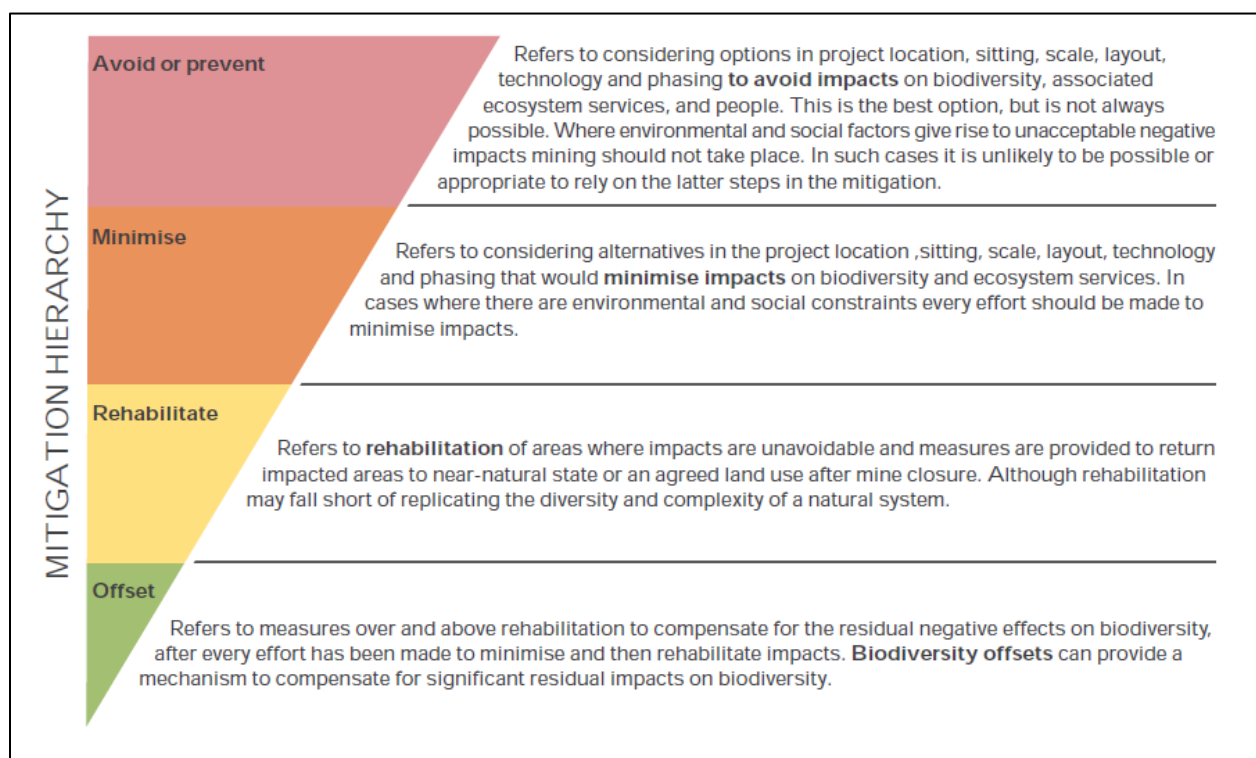 MITIGATION HIERARCHY
Avoid or prevent
Refers to considering options in project location, sitting, scale, layout,
technology and phasing to avoid impacts on biodiversity, associated
ecosystem services, and people. This is the best option, but is not always
possible. Where environmental and social factors give rise to unacceptable negative
impacts mining should not take place. In such cases it is unlikely to be possible or
appropriate to rely on the latter steps in the mitigation.
Minimise
Refers to considering alternatives in the project location ,sitting, scale, layout, technology
and phasing that would minimise impacts on biodiversity and ecosystem services. In
cases where there are environmental and social constraints every effort should be made to
minimise impacts.
Rehabilitate
Refers to rehabilitation of areas where impacts are unavoidable and measures are provided to return
impacted areas to near-natural state or an agreed land use after mine closure. Although rehabilitation
may fall short of replicating the diversity and complexity of a natural system.
Offset
Refers to measures over and above rehabilitation to compensate for the residual negative effects on biodiversity,
after every effort has been made to minimise and then rehabilitate impacts. Biodiversity offsets can provide a
mechanism to compensate for significant residual impacts on biodiversity.